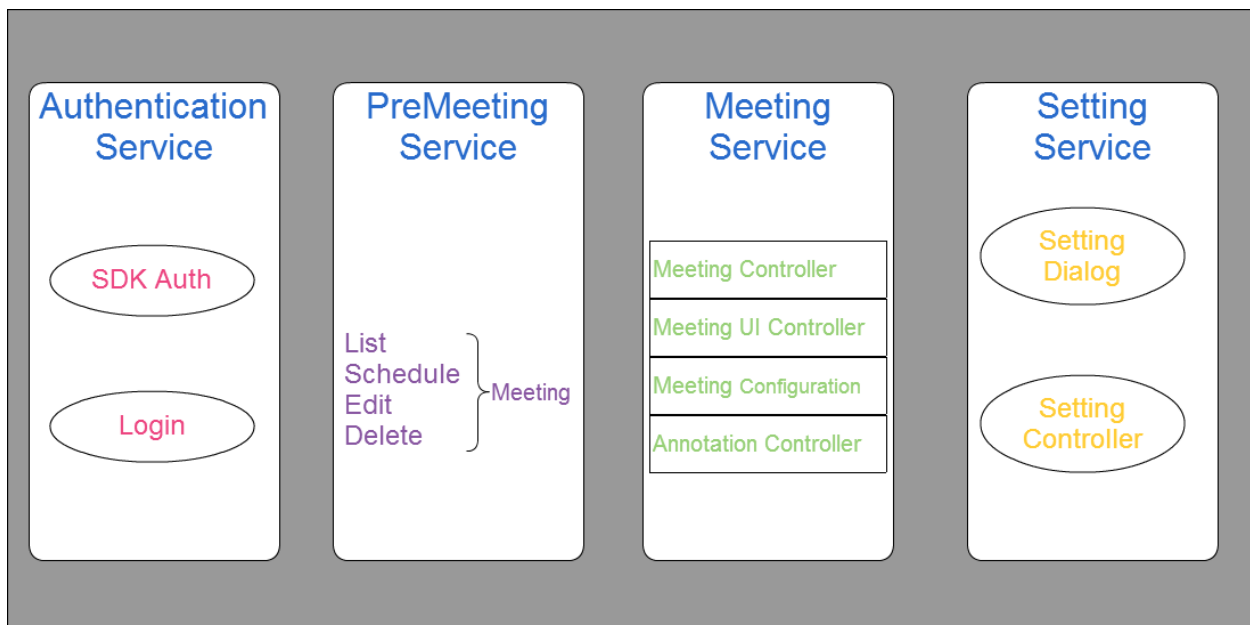 Authentication
Service
SDK Auth
Login
PreMeeting
Service
List
Schedule
Edit
Delete
Meeting
Meeting
Service
Meeting Controller
Meeting UI Controller
Meeting Configuration
Annotation Controller
Setting
Service
Setting
Dialog
Setting
Controller